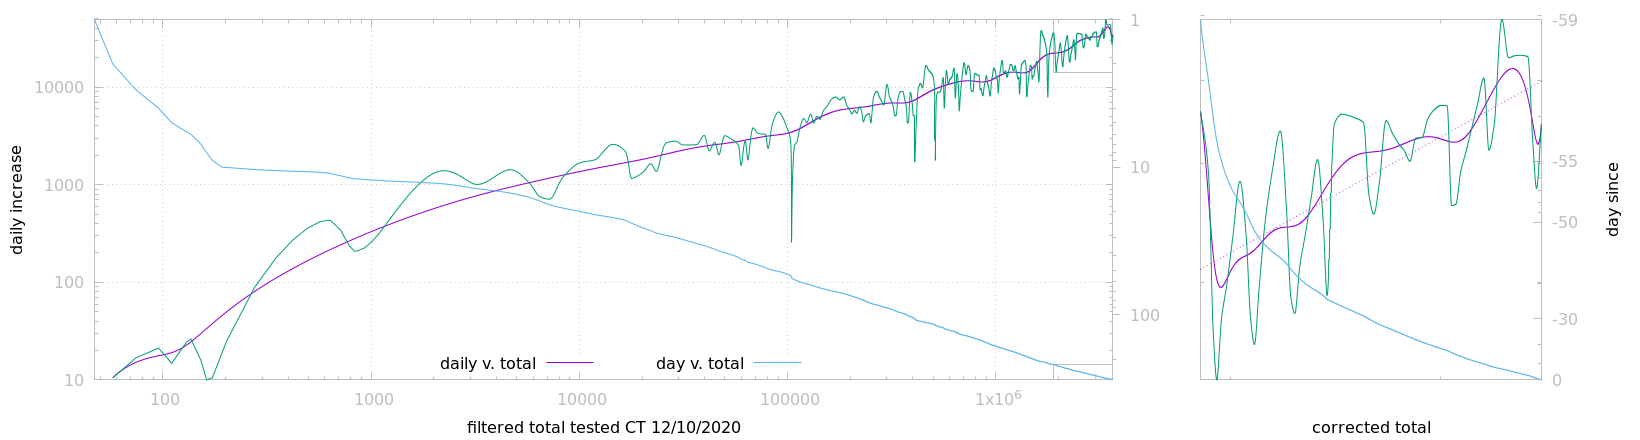 1
-59
10000
daily increase
1000
10
-55
-50
day since
100
100
-30
daily v. total
day v. total
10
0
100
1000
10000
100000
1x10⁶
filtered total tested CT 12/10/2020
corrected total